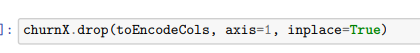 ]: churnX.drop(toEncodeCols, axis=1, inplace=True)